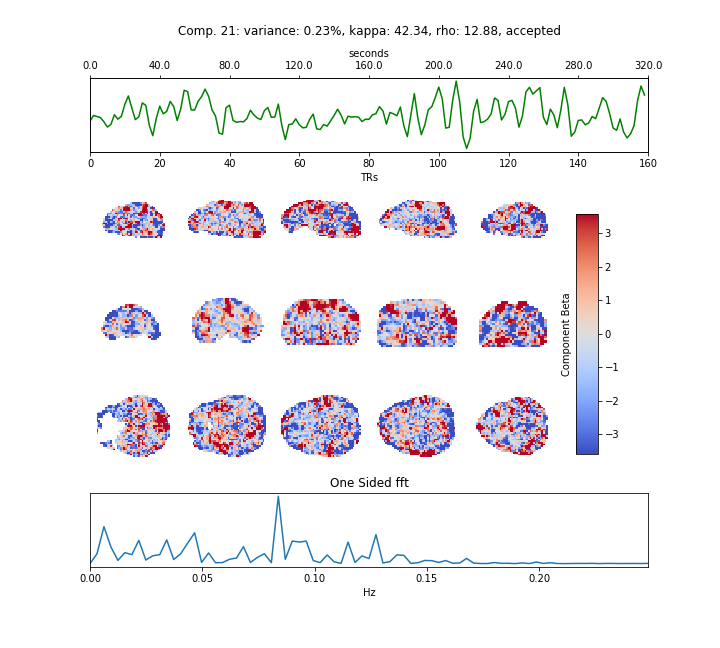 Comp. 21: variance: 0.23%, kappa: 42.34, rho: 12.88, accepted
seconds
0.0 40.0 80.0 120.0 160.0 200.0 240.0 280.0 320.0
0 20 40 60 80 100 120 140 160
TRs
3
2
1
0
−1
−2
−3
Component Beta
One Sided fft
0.00 0.05 0.10 0.15 0.20
Hz